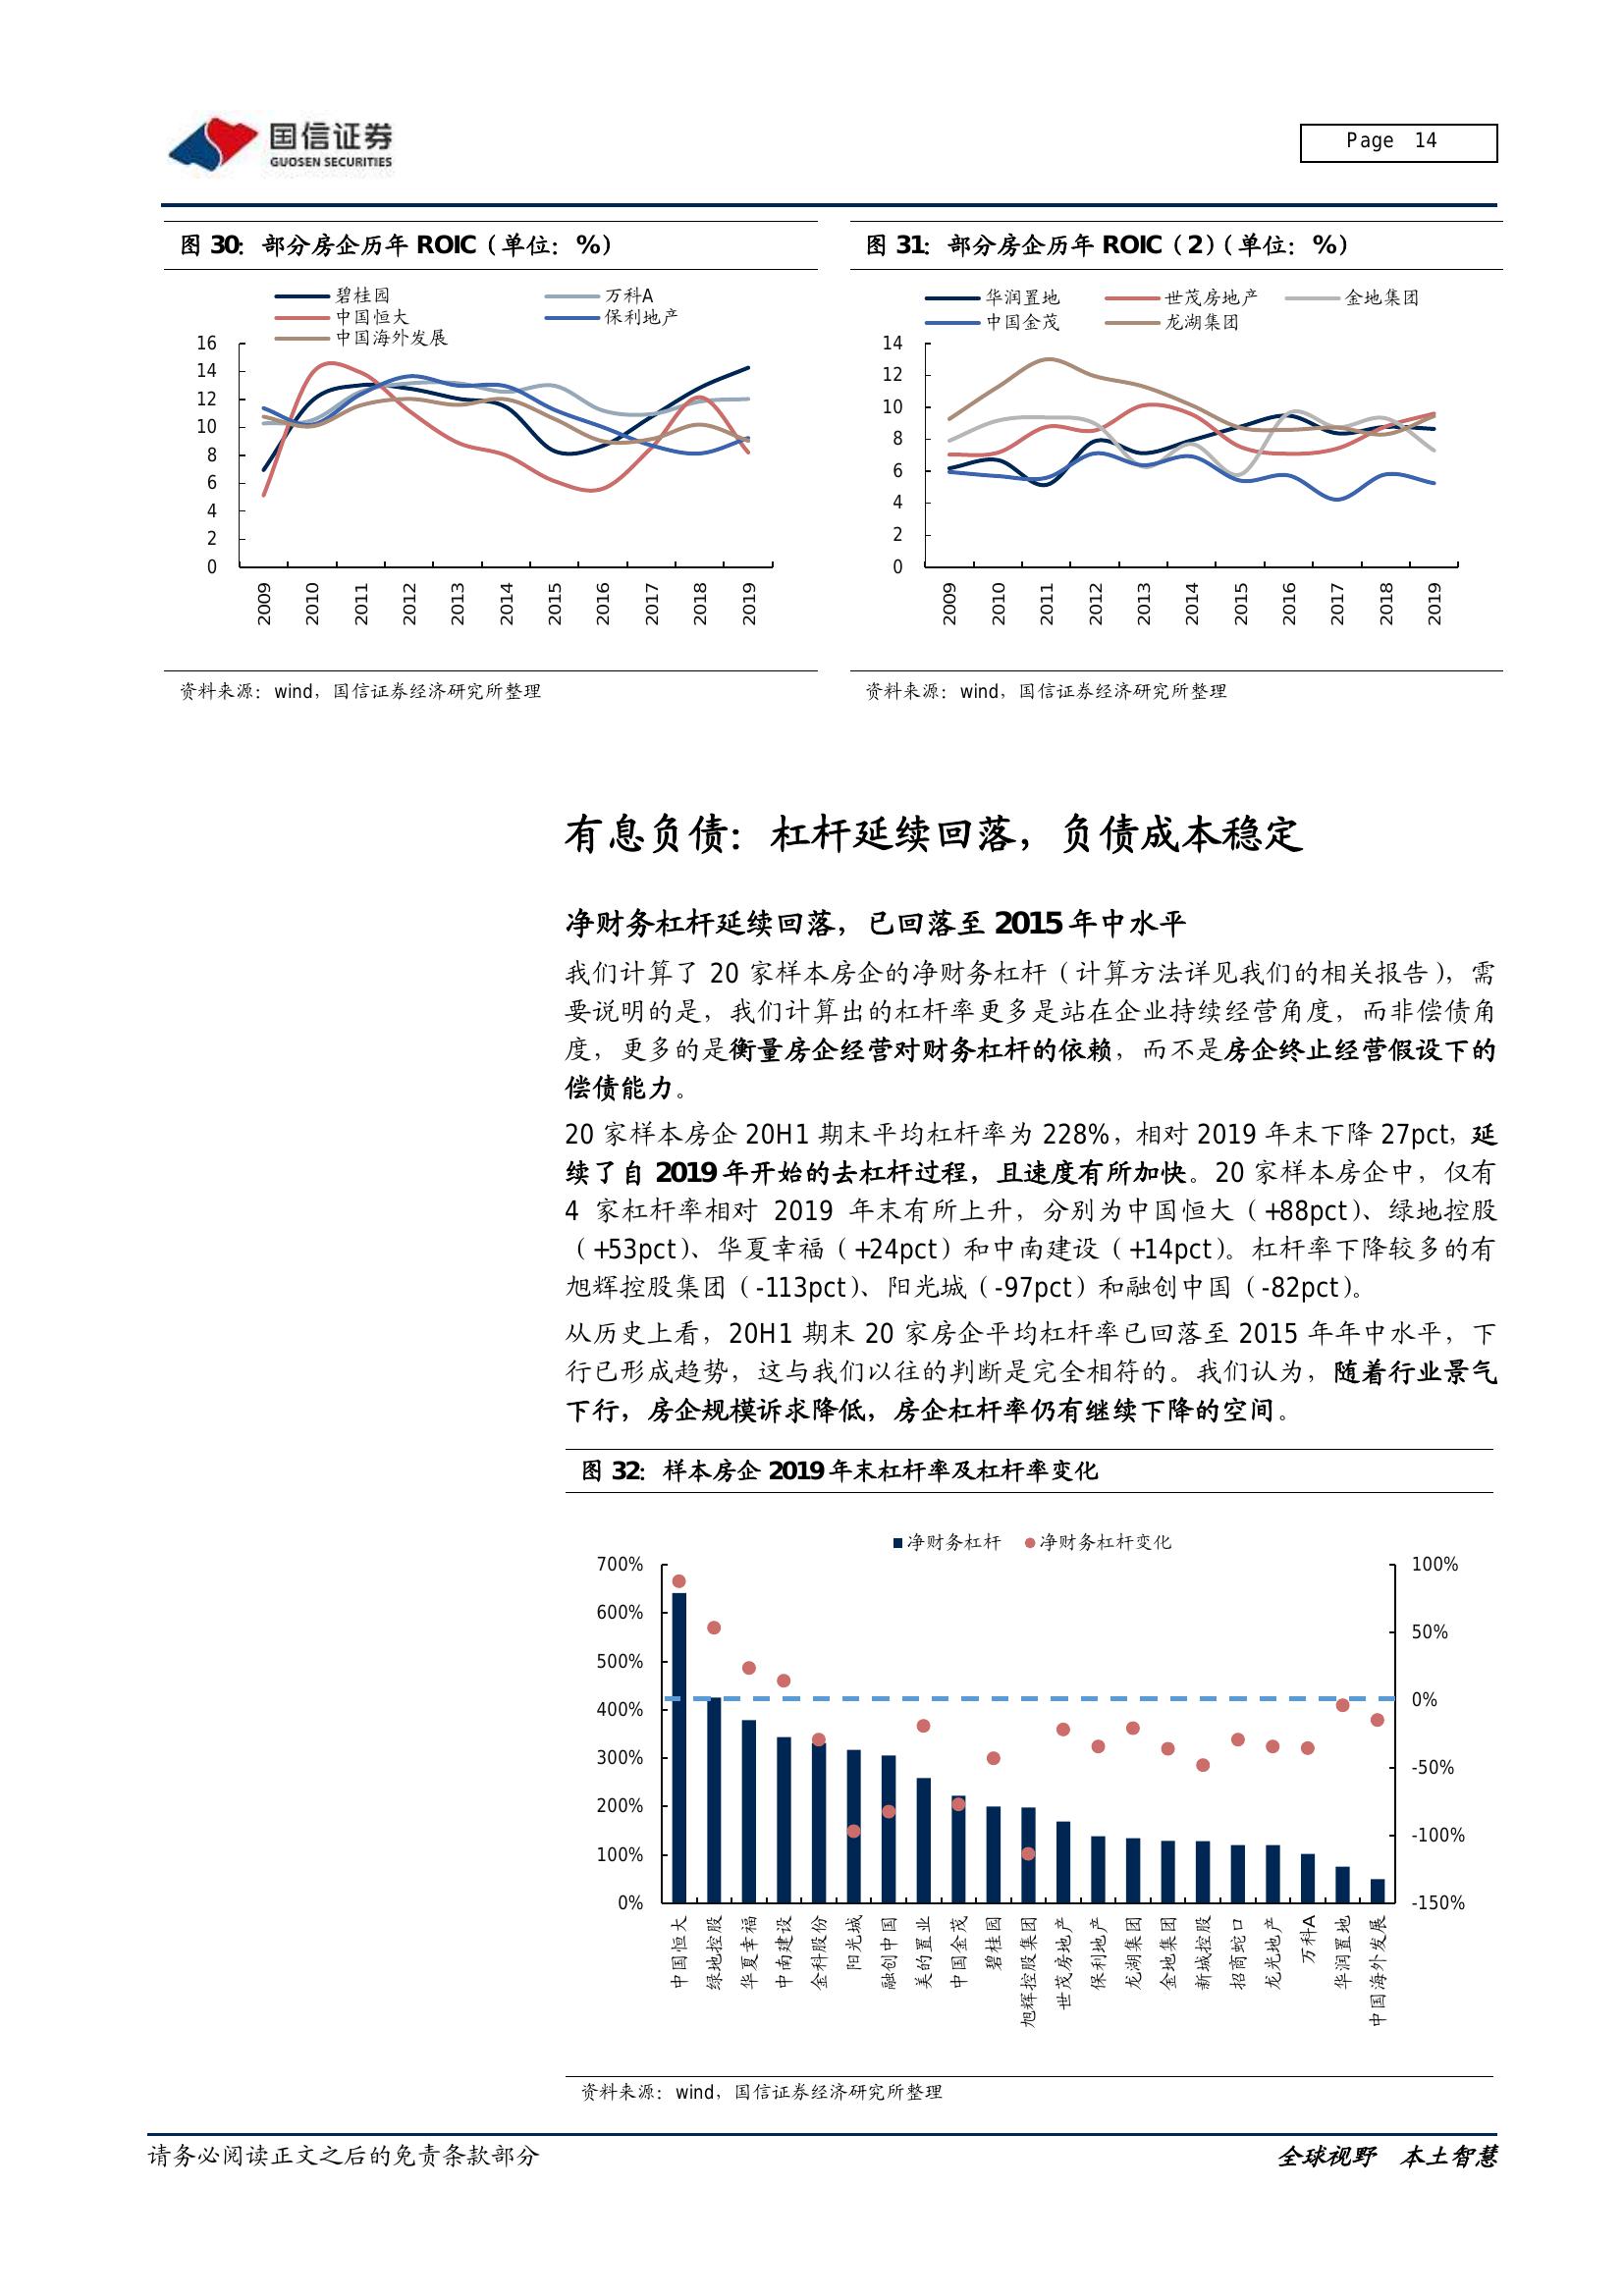 国信证券
GUOSEN SECURITIES
Page 14
图 30：部分房企历年 ROIC（单位：%）
碧桂园
万科A
中国恒大
保利地产
中国海外发展
16
14
12
10
8
6
4
2
0
2009
2010
2011
2012
2013
2014
2015
2016
2017
2018
2019
资料来源：wind，国信证券经济研究所整理
图 31：部分房企历年 ROIC（2）（单位：%）
华润置地
世茂房地产
金地集团
中国金茂
龙湖集团
14
12
10
8
6
4
2
0
2009
2010
2011
2012
2013
2014
2015
2016
2017
2018
2019
资料来源：wind，国信证券经济研究所整理
有息负债：杠杆延续回落，负债成本稳定
净财务杠杆延续回落，已回落至 2015 年中水平
我们计算了 20 家样本房企的净财务杠杆（计算方法详见我们的相关报告），需
要说明的是，我们计算出的杠杆率更多是站在企业持续经营角度，而非偿债角
度，更多的是衡量房企经营对财务杠杆的依赖，而不是房企终止经营假设下的
偿债能力。
20 家样本房企 20H1 期末平均杠杆率为 228%，相对 2019 年末下降 27pct，延
续了自 2019 年开始的去杠杆过程，且速度有所加快。20 家样本房企中，仅有
4 家杠杆率相对 2019 年末有所上升，分别为中国恒大（+88pct）、绿地控股
（+53pct）、华夏幸福（+24pct）和中南建设（+14pct）。杠杆率下降较多的有
旭辉控股集团（-113pct）、阳光城（-97pct）和融创中国（-82pct）。
从历史上看，20H1 期末 20 家房企平均杠杆率已回落至 2015 年年中水平，下
行已形成趋势，这与我们以往的判断是完全相符的。我们认为，随着行业景气
下行，房企规模诉求降低，房企杠杆率仍有继续下降的空间。
图 32：样本房企 2019 年末杠杆率及杠杆率变化
净财务杠杆
净财务杠杆变化
700%
600%
500%
400%
300%
200%
100%
0%
100%
50%
0%
-50%
-100%
-150%
中国恒大
绿地控股
华夏幸福
中南建设
金科股份
阳光城
融创中国
美的置业
中国金茂
碧桂园
旭辉控股集团
世茂房地产
保利地产
龙湖集团
金地集团
新城控股
招商蛇口
龙光地产
万科A
华润置地
中国海外发展
资料来源：wind，国信证券经济研究所整理
请务必阅读正文之后的免责条款部分
全球视野 本土智慧